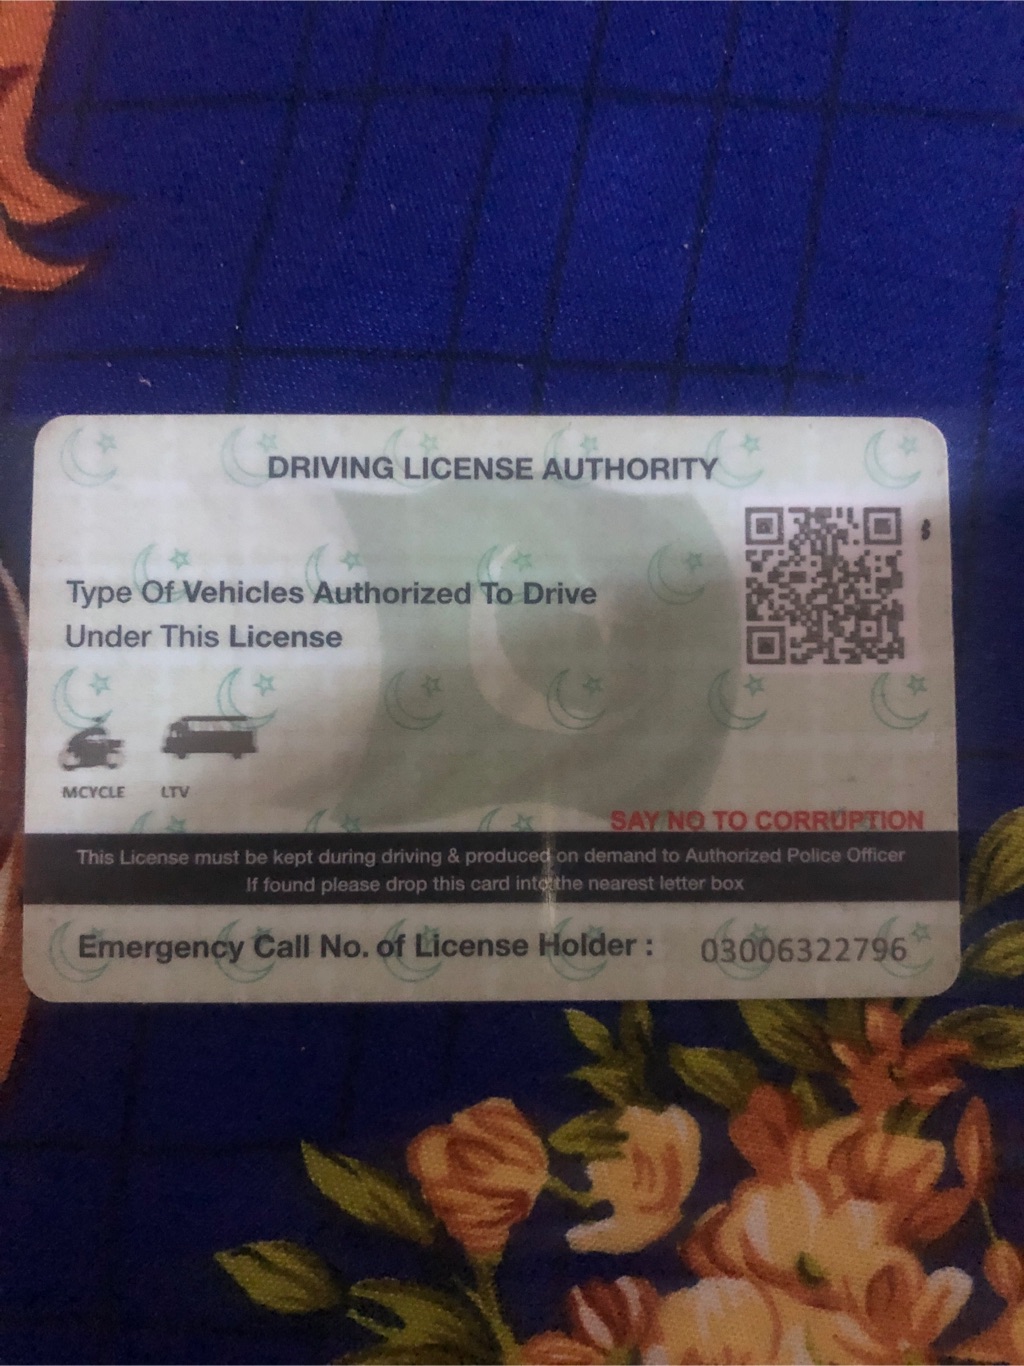 DRIVING LICENSE AUTHORITY
Type Of Vehicles Authorized To Drive
Under This License
MCYCLE LTV
SAY NO TO CORRUPTION
This License must be kept during driving & produced on demand to Authorized Police Officer
If found please drop this card into the nearest letter box
Emergency Call No. of License Holder : 03006322796